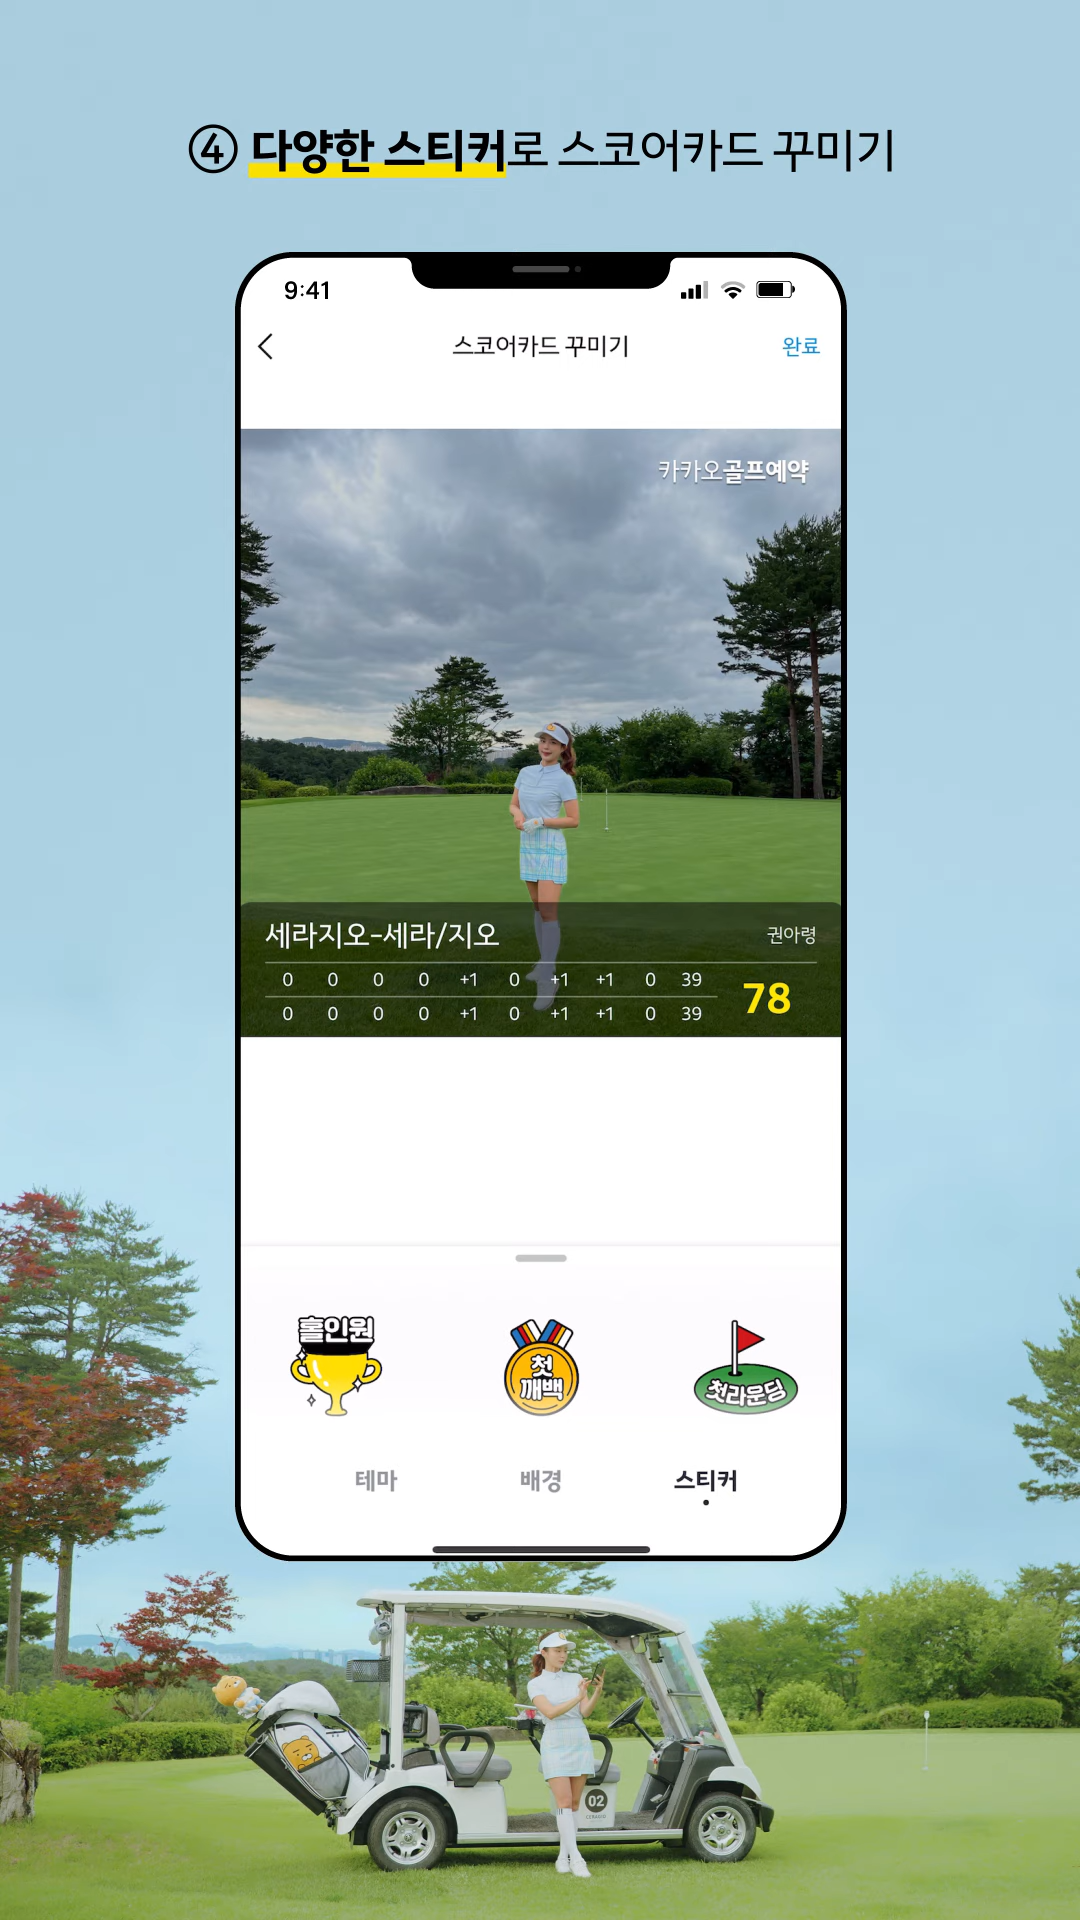 ④ 다양한 스티커로 스코어카드 꾸미기
9:41
스코어카드 꾸미기
완료
카카오골프예약
세라지오-세라/지오
권아령
0 0 0 0 +1 0 +1 +1 0 39
78
0 0 0 0 +1 0 +1 +1 0 39
홀인원
첫
깨백
첫라운딩
테마
배경
스티커
02